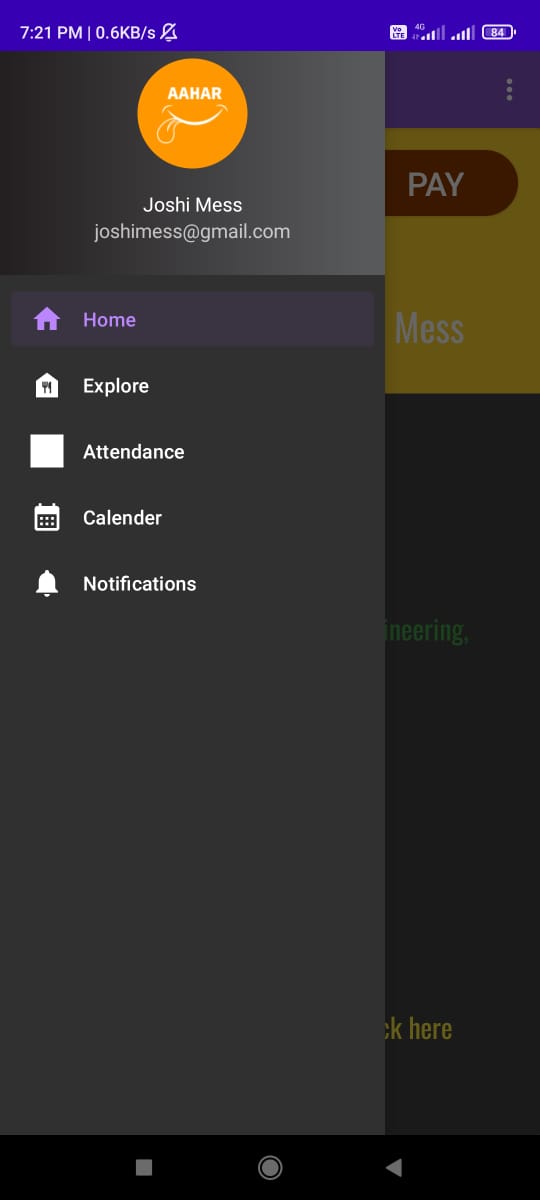 7:21 PM | 0.6KB/s
Vo LTE
4G
84
AAHAR
Joshi Mess
joshimess@gmail.com
PAY
Mess
Home
Explore
Attendance
Calender
Notifications
ineering,
ck here